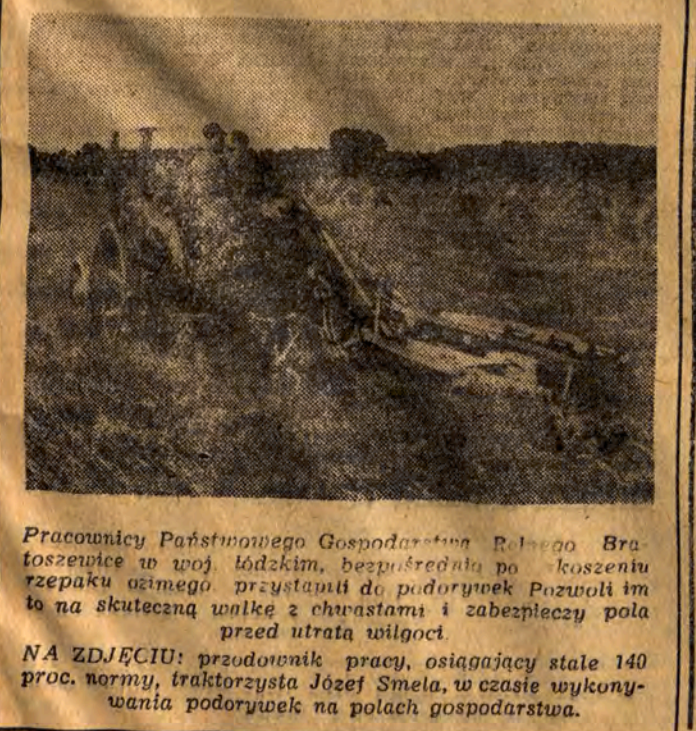 Pracownicy Państwowego Gospodarstwa Rolnego Bra-
toszewice w woj. łódzkim, bezpośrednio po skoszeniu
rzepaku ozimego, przystąpili do podorywek Pozwoli im
to na skuteczną walkę z chwastami i zabezpieczy pola
przed utratą wilgoci.
NA ZDJĘCIU: przodownik pracy, osiągający stale 140
proc. normy, traktorzysta Józef Smela, w czasie wykony-
wania podorywek na polach gospodarstwa.